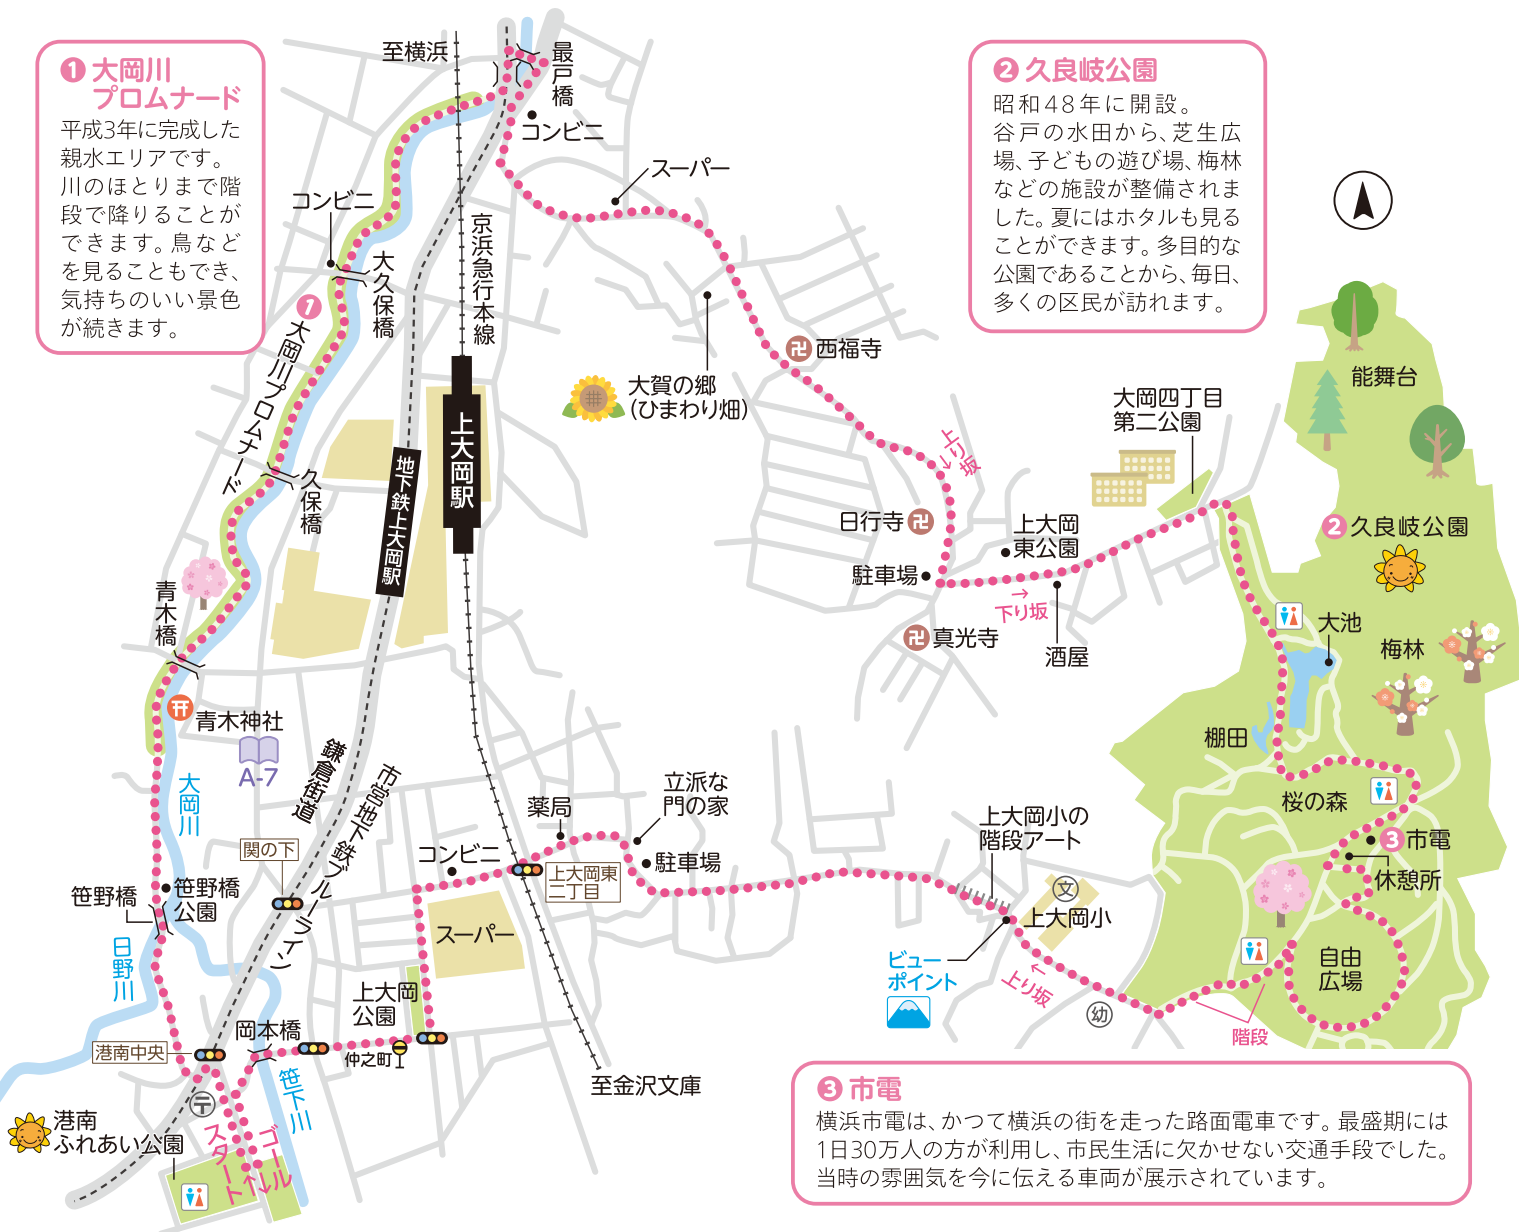 ❶大岡川
プロムナード
平成3年に完成した
親水エリアです。
川のほとりまで階
段で降りることが
できます。鳥など
を見ることもでき、
気持ちのいい景色
が続きます。
❷久良岐公園
昭和48年に開設。
谷戸の水田から、芝生広
場、子どもの遊び場、梅林
などの施設が整備されま
した。夏にはホタルも見る
ことができます。多目的な
公園であることから、毎日、
多くの区民が訪れます。
至横浜
最戸橋
コンビニ
スーパー
コンビニ
京浜急行本線
大久保橋
❶大岡川プロムナード
西福寺
大賀の郷
(ひまわり畑)
能舞台
大岡四丁目
第二公園
上り坂
上大岡駅
地下鉄上大岡駅
久保橋
日行寺
上大岡
東公園
❷久良岐公園
駐車場
下り坂
青木橋
真光寺
酒屋
大池
梅林
青木神社
A-7
棚田
大岡川
鎌倉街道
市営地下鉄ブルーライン
立派な
門の家
薬局
桜の森
上大岡小の
階段アート
関の下
コンビニ
駐車場
❸市電
上大岡東
二丁目
休憩所
笹野橋
笹野橋
公園
文
上大岡小
スーパー
日野川
ビュー
ポイント
自由
広場
上り坂
上大岡
公園
幼
岡本橋
階段
港南中央
仲之町
至金沢文庫
笹下川
〒
港南
ふれあい公園
スタート
ゴール
❸市電
横浜市電は、かつて横浜の街を走った路面電車です。最盛期には
1日30万人の方が利用し、市民生活に欠かせない交通手段でした。
当時の雰囲気を今に伝える車両が展示されています。